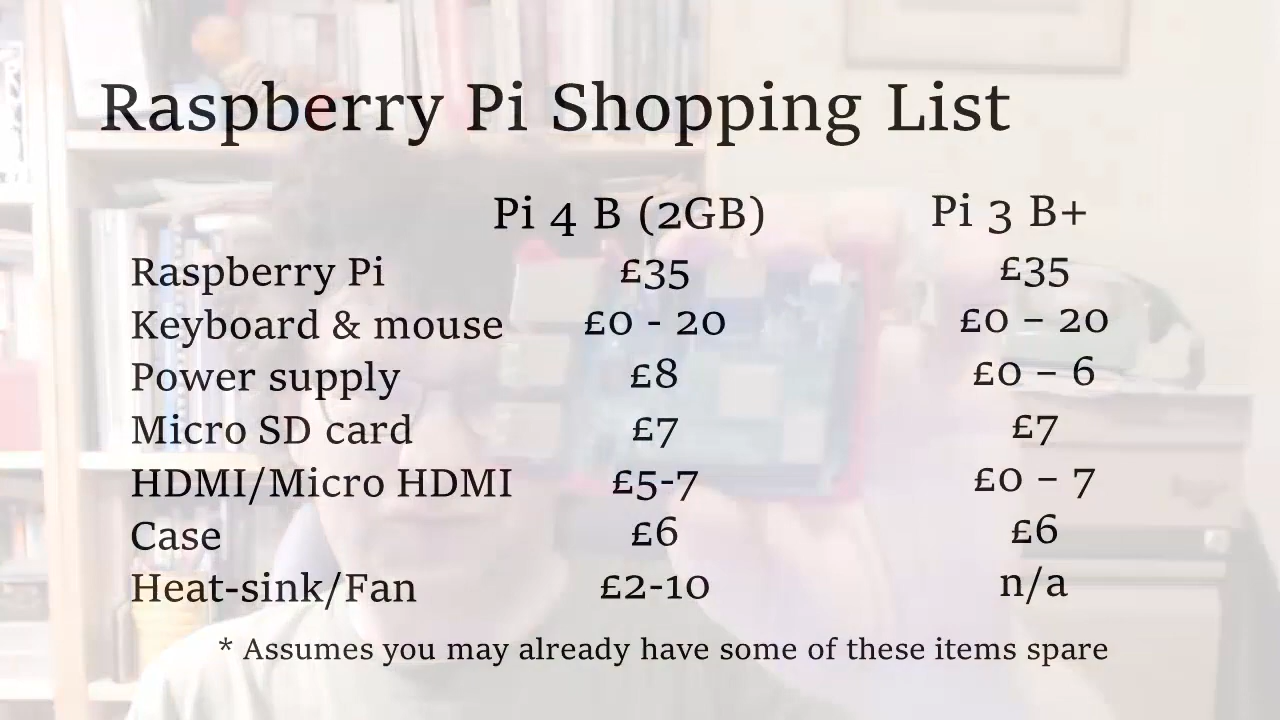 Raspberry Pi Shopping List
Pi 4 B (2GB) Pi 3 B+
Raspberry Pi £35 £35
Keyboard & mouse £0 - 20 £0 – 20
Power supply £8 £0 – 6
Micro SD card £7 £7
HDMI/Micro HDMI £5-7 £0 – 7
Case £6 £6
Heat-sink/Fan £2-10 n/a
* Assumes you may already have some of these items spare